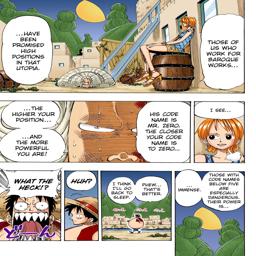 THOSE OF
US WHO
WORK FOR
BAROQUE
WORKS...
...HAVE
BEEN
PROMISED
HIGH
POSITIONS
IN THAT
UTOPIA.
I SEE...
HIS CODE
NAME IS
MR. ZERO.
THE CLOSER
YOUR CODE
NAME IS
TO ZERO...
...THE
HIGHER YOUR
POSITION...
...AND
THE MORE
POWERFUL
YOU ARE!
THOSE WITH
CODE NAMES
BELOW FIVE
ARE
ESPECIALLY
DANGEROUS.
THEIR
POWER IS...
...IMMENSE.
PHEW...
THAT'S
BETTER.
I THINK
I'LL GO
BACK TO
SLEEP.
HUH?
WHAT THE
HECK!?